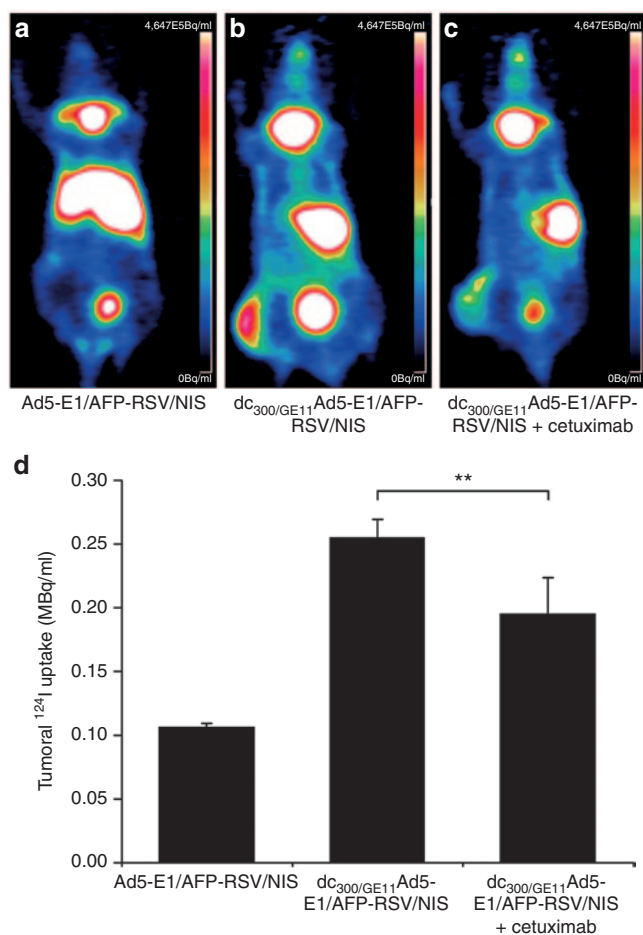 a
4,647E5Bq/ml
0Bq/ml
Ad5-E1/AFP-RSV/NIS
b
4,647E5Bq/ml
0Bq/ml
dc300/GE11Ad5-E1/AFP-
RSV/NIS
c
4,647E5Bq/ml
0Bq/ml
dc300/GE11Ad5-E1/AFP-
RSV/NIS + cetuximab
d
Tumoral 124I uptake (MBq/ml)
0.30
0.25
0.20
0.15
0.10
0.05
0.00
**
Ad5-E1/AFP-RSV/NIS
dc300/GE11Ad5-
E1/AFP-RSV/NIS
dc300/GE11Ad5-
E1/AFP-RSV/NIS
+ cetuximab